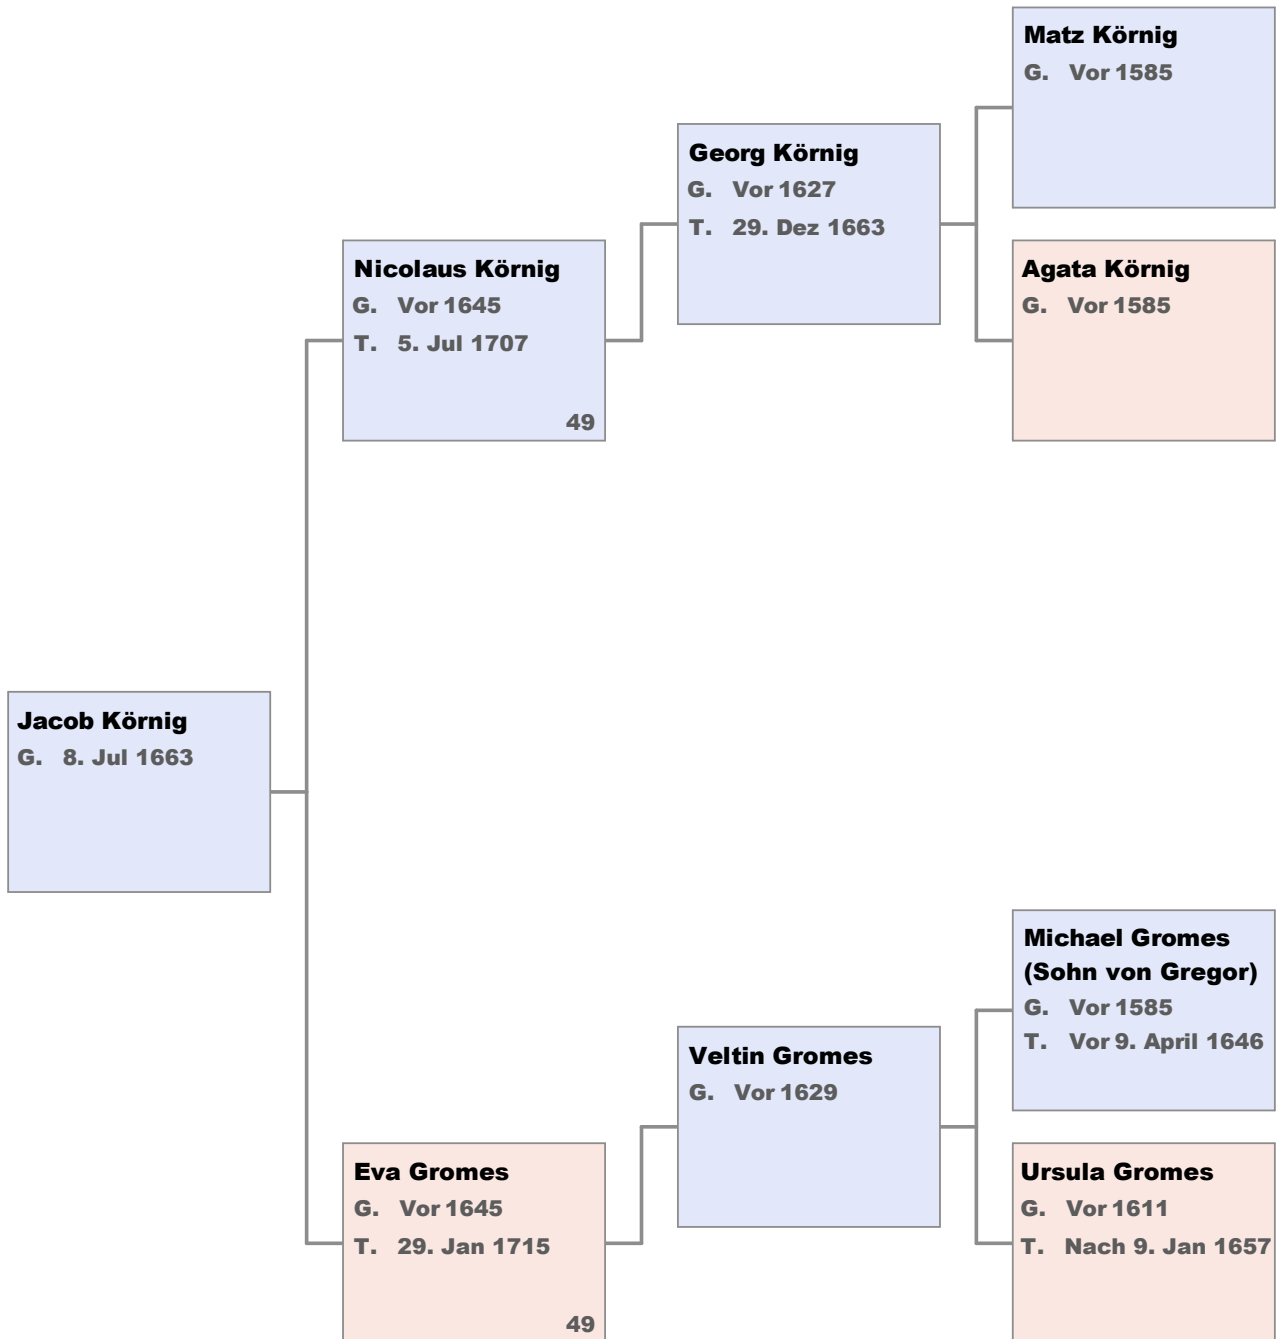 Matz Körnig
G. Vor 1585
Georg Körnig
G. Vor 1627
T. 29. Dez 1663
Agata Körnig
G. Vor 1585
Nicolaus Körnig
G. Vor 1645
T. 5. Jul 1707
49
Jacob Körnig
G. 8. Jul 1663
Michael Gromes
(Sohn von Gregor)
G. Vor 1585
T. Vor 9. April 1646
Veltin Gromes
G. Vor 1629
Eva Gromes
G. Vor 1645
T. 29. Jan 1715
49
Ursula Gromes
G. Vor 1611
T. Nach 9. Jan 1657